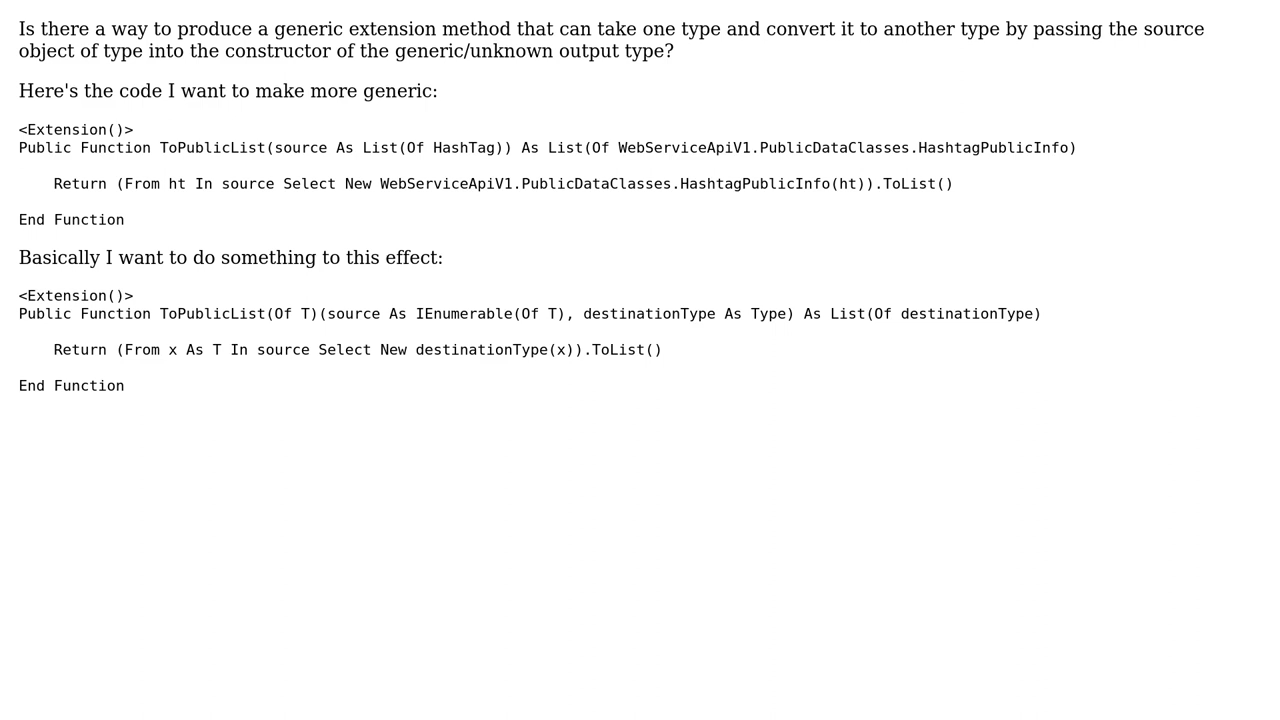 Is there a way to produce a generic extension method that can take one type and convert it to another type by passing the source
object of type into the constructor of the generic/unknown output type?
Here's the code I want to make more generic:
<Extension()>
Public Function ToPublicList(source As List(Of HashTag)) As List(Of WebServiceApiV1.PublicDataClasses.HashtagPublicInfo)
    Return (From ht In source Select New WebServiceApiV1.PublicDataClasses.HashtagPublicInfo(ht)).ToList()
End Function
Basically I want to do something to this effect:
<Extension()>
Public Function ToPublicList(Of T)(source As IEnumerable(Of T), destinationType As Type) As List(Of destinationType)
    Return (From x As T In source Select New destinationType(x)).ToList()
End Function